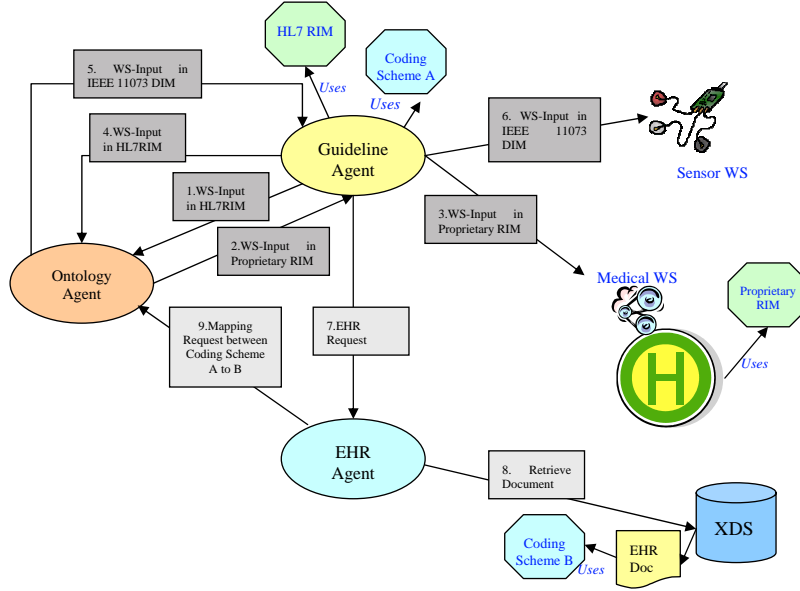 HL7 RIM
Coding
Scheme A
Uses
Uses
5. WS-Input in
IEEE 11073 DIM
4.WS-Input
in HL7RIM
Guideline
Agent
6. WS-Input in
IEEE 11073
DIM
Sensor WS
1.WS-Input
in HL7RIM
3.WS-Input in
Proprietary RIM
2.WS-Input in
Proprietary RIM
Ontology
Agent
Medical WS
Proprietary
RIM
Uses
H
9.Mapping
Request between
Coding Scheme
A to B
7.EHR
Request
EHR
Agent
8. Retrieve
Document
XDS
Coding
Scheme B
Uses
EHR
Doc